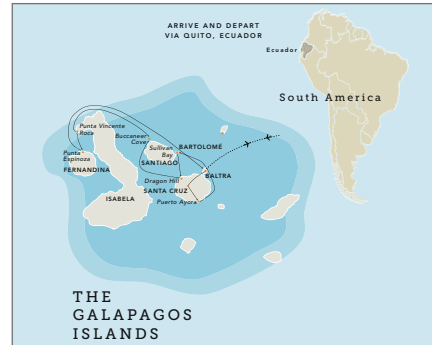 ARRIVE AND DEPART
VIA QUITO, ECUADOR
Ecuador
South America
Punta Vincente
Roca
Buccaneer
Cove
Sullivan
Bay
BARTOLOMÉ
Punta
Espinoza
SANTIAGO
FERNANDINA
Dragon Hill
BALTRA
SANTA CRUZ
ISABELA
Puerto Ayora
THE
GALAPAGOS
ISLANDS